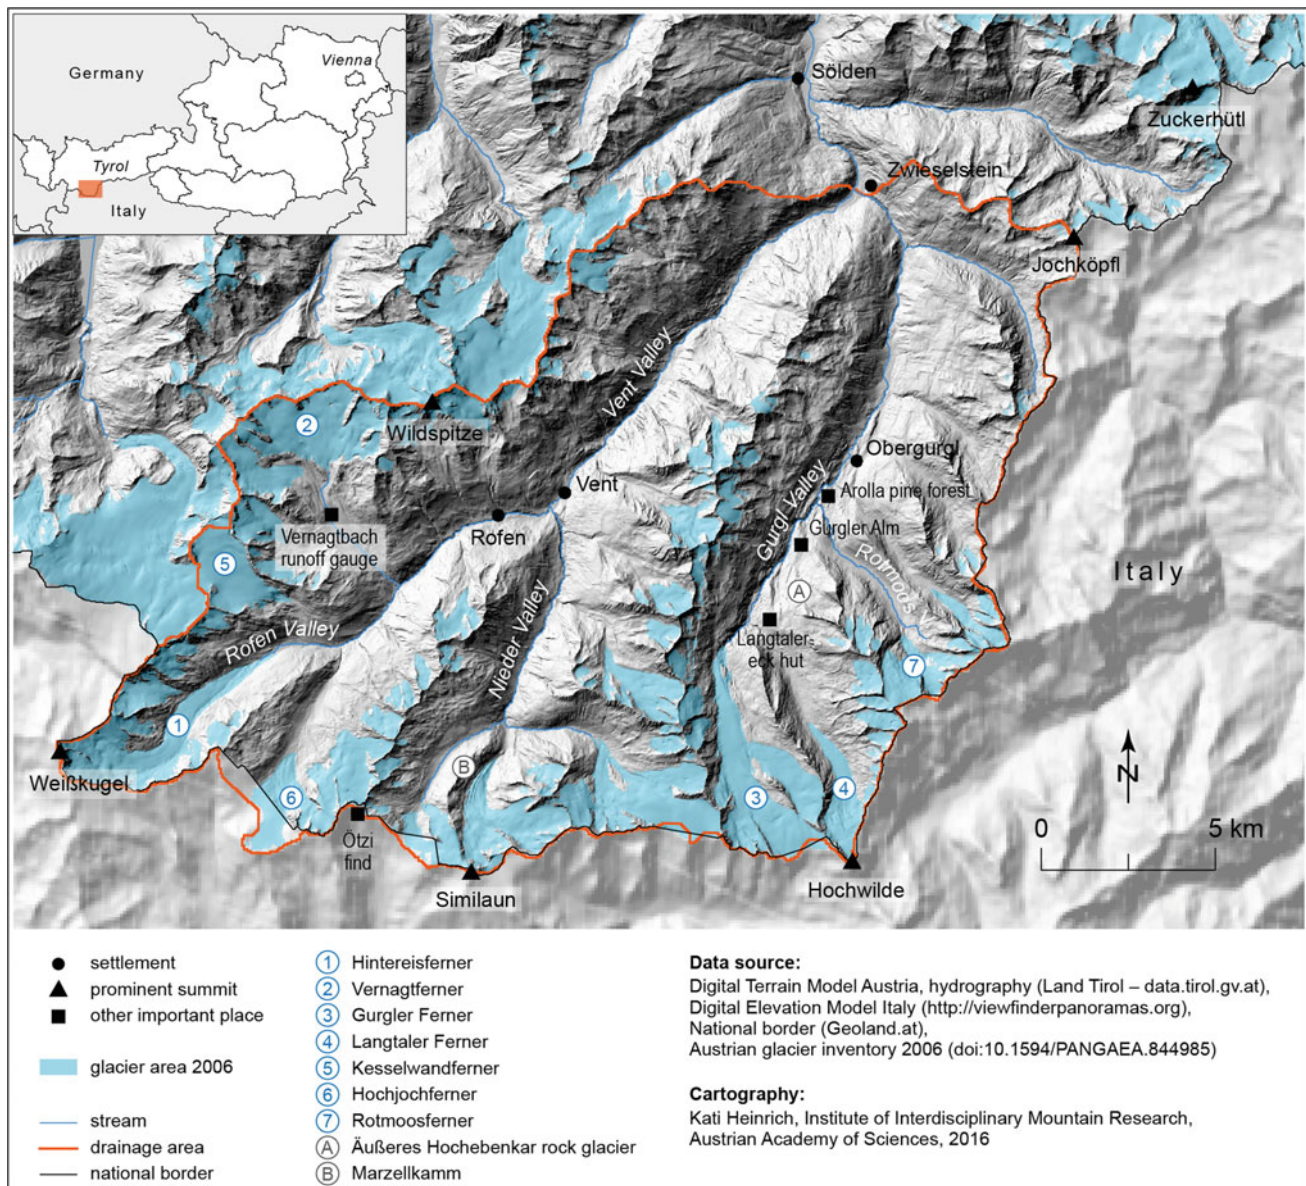 Germany
Vienna
Tyrol
Italy
Sölden
Zuckerhütl
Zwieselstein
Jochköpfl
Vent Valley
2
Wildspitze
Obergurgl
Vent
Arolla pine forest
Gurgl Valley
Rofen
Vernagtbach
runoff gauge
Gurgler Alm
5
Rotmoos
Italy
A
Rofen Valley
Nieder Valley
Langtaler-
eck hut
7
1
Weißkugel
B
N
6
3
4
Ötzi
find
0 5 km
Similaun
Hochwilde
settlement
prominent summit
other important place
glacier area 2006
stream
drainage area
national border
1 Hintereisferner
2 Vernagtferner
3 Gurgler Ferner
4 Langtaler Ferner
5 Kesselwandferner
6 Hochjochferner
7 Rotmoosferner
A Äußeres Hochebenkar rock glacier
B Marzellkamm
Data source:
Digital Terrain Model Austria, hydrography (Land Tirol – data.tirol.gv.at),
Digital Elevation Model Italy (http://viewfinderpanoramas.org),
National border (Geoland.at),
Austrian glacier inventory 2006 (doi:10.1594/PANGAEA.844985)
Cartography:
Kati Heinrich, Institute of Interdisciplinary Mountain Research,
Austrian Academy of Sciences, 2016